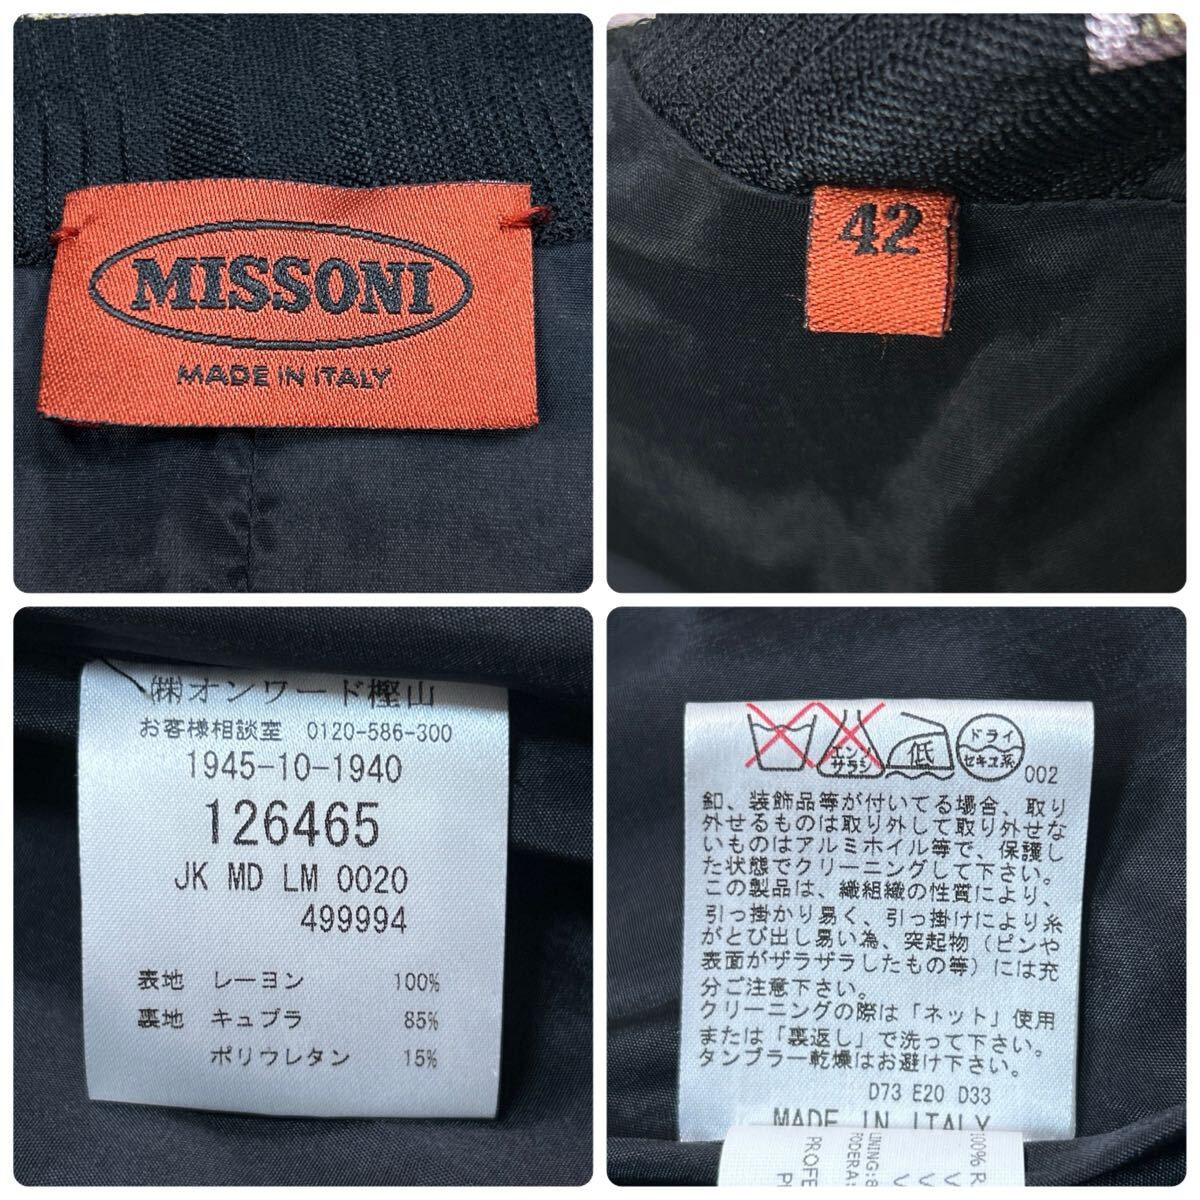 MISSONI
MADE IN ITALY
42
㈱オンワード樫山
お客様相談室 0120-586-300
1945-10-1940
126465
JK MD LM 0020
499994
表地 レーヨン 100%
裏地 キュプラ 85%
ポリウレタン 15%
エンソ
サラシ
低
ドライ
セキユ系
002
釦、装飾品等が付いてる場合、取り
外せるものは取り外して取り外せな
いものはアルミホイル等で、保護し
た状態でクリーニングして下さい。
この製品は、繊組織の性質により、
引っ掛かり易く、引っ掛けにより糸
がとび出し易い為、突起物（ピンや
表面がザラザラしたもの等）には充
分ご注意下さい。
クリーニングの際は「ネット」使用
または「裏返し」で洗って下さい。
タンブラー乾燥はお避け下さい。
D73 E20 D33
MADE IN ITALY
100% R
LINING:8
FODERA:
PROFE